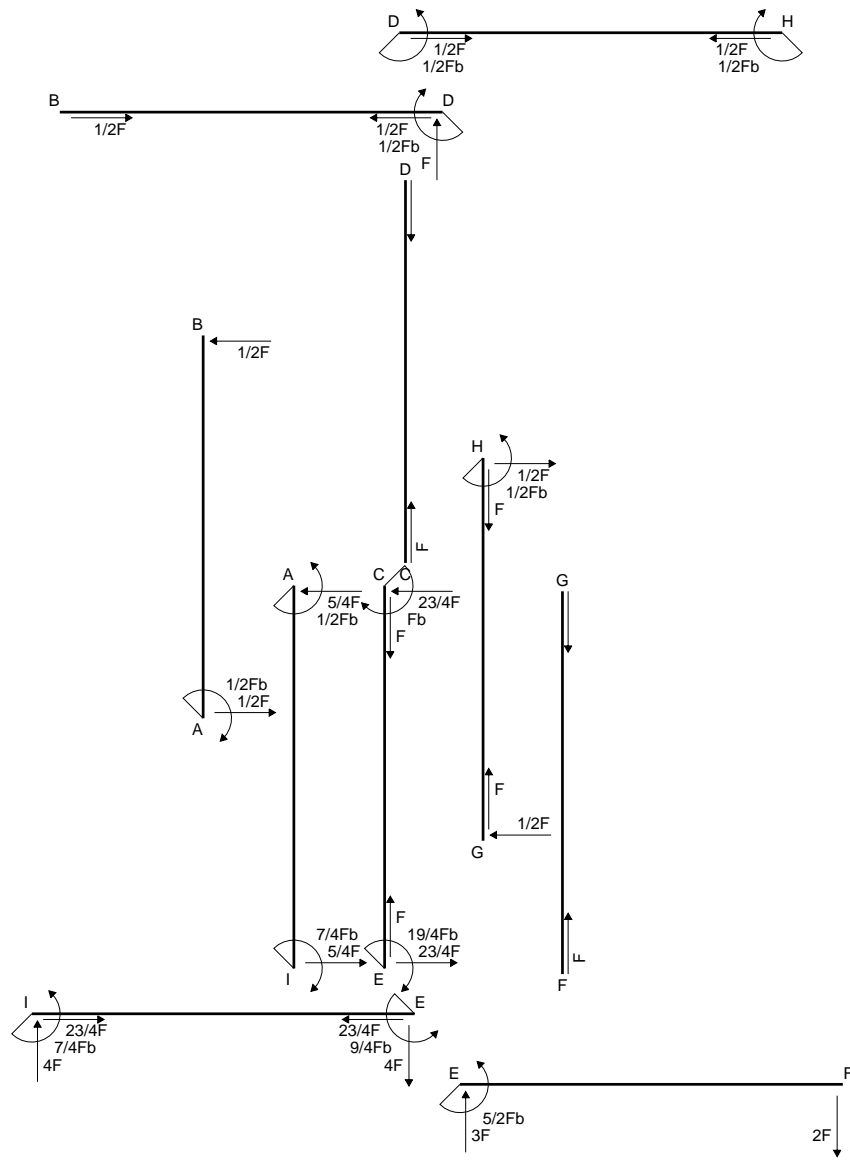 D H
1/2F 1/2F
1/2Fb 1/2Fb
B D
1/2F 1/2F
1/2Fb
F
D
B
1/2F
H
1/2F
1/2Fb
F
F
A C C G
5/4F 23/4F
1/2Fb Fb
F
1/2Fb
1/2F
A
F
1/2F
G
F
7/4Fb 19/4Fb
5/4F 23/4F
F
I E F
I E
23/4F 23/4F
7/4Fb 9/4Fb
4F 4F
E F
5/2Fb
3F 2F